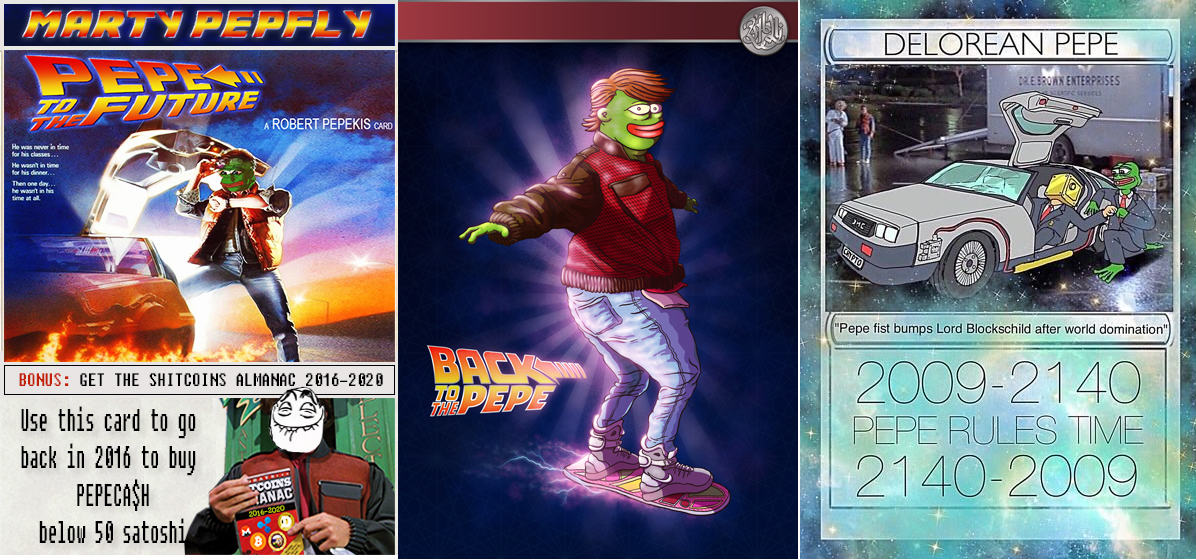 MARTY PEPFLY
PEPE
TO THE FUTURE
A ROBERT PEPEKIS CARD
He was never in time
for his classes...
He wasn't in time
for his dinner...
Then one day...
he wasn't in his
time at all.
BONUS: GET THE SHITCOINS ALMANAC 2016-2020
Use this card to go
back in 2016 to buy
PEPECA$H
below 50 satoshi
2016-2020
BACK
TO THE PEPE
DELOREAN PEPE
DR. E. BROWN ENTERPRISES
DMC
CRYPTO
"Pepe fist bumps Lord Blockschild after world domination"
2009-2140
PEPE RULES TIME
2140-2009